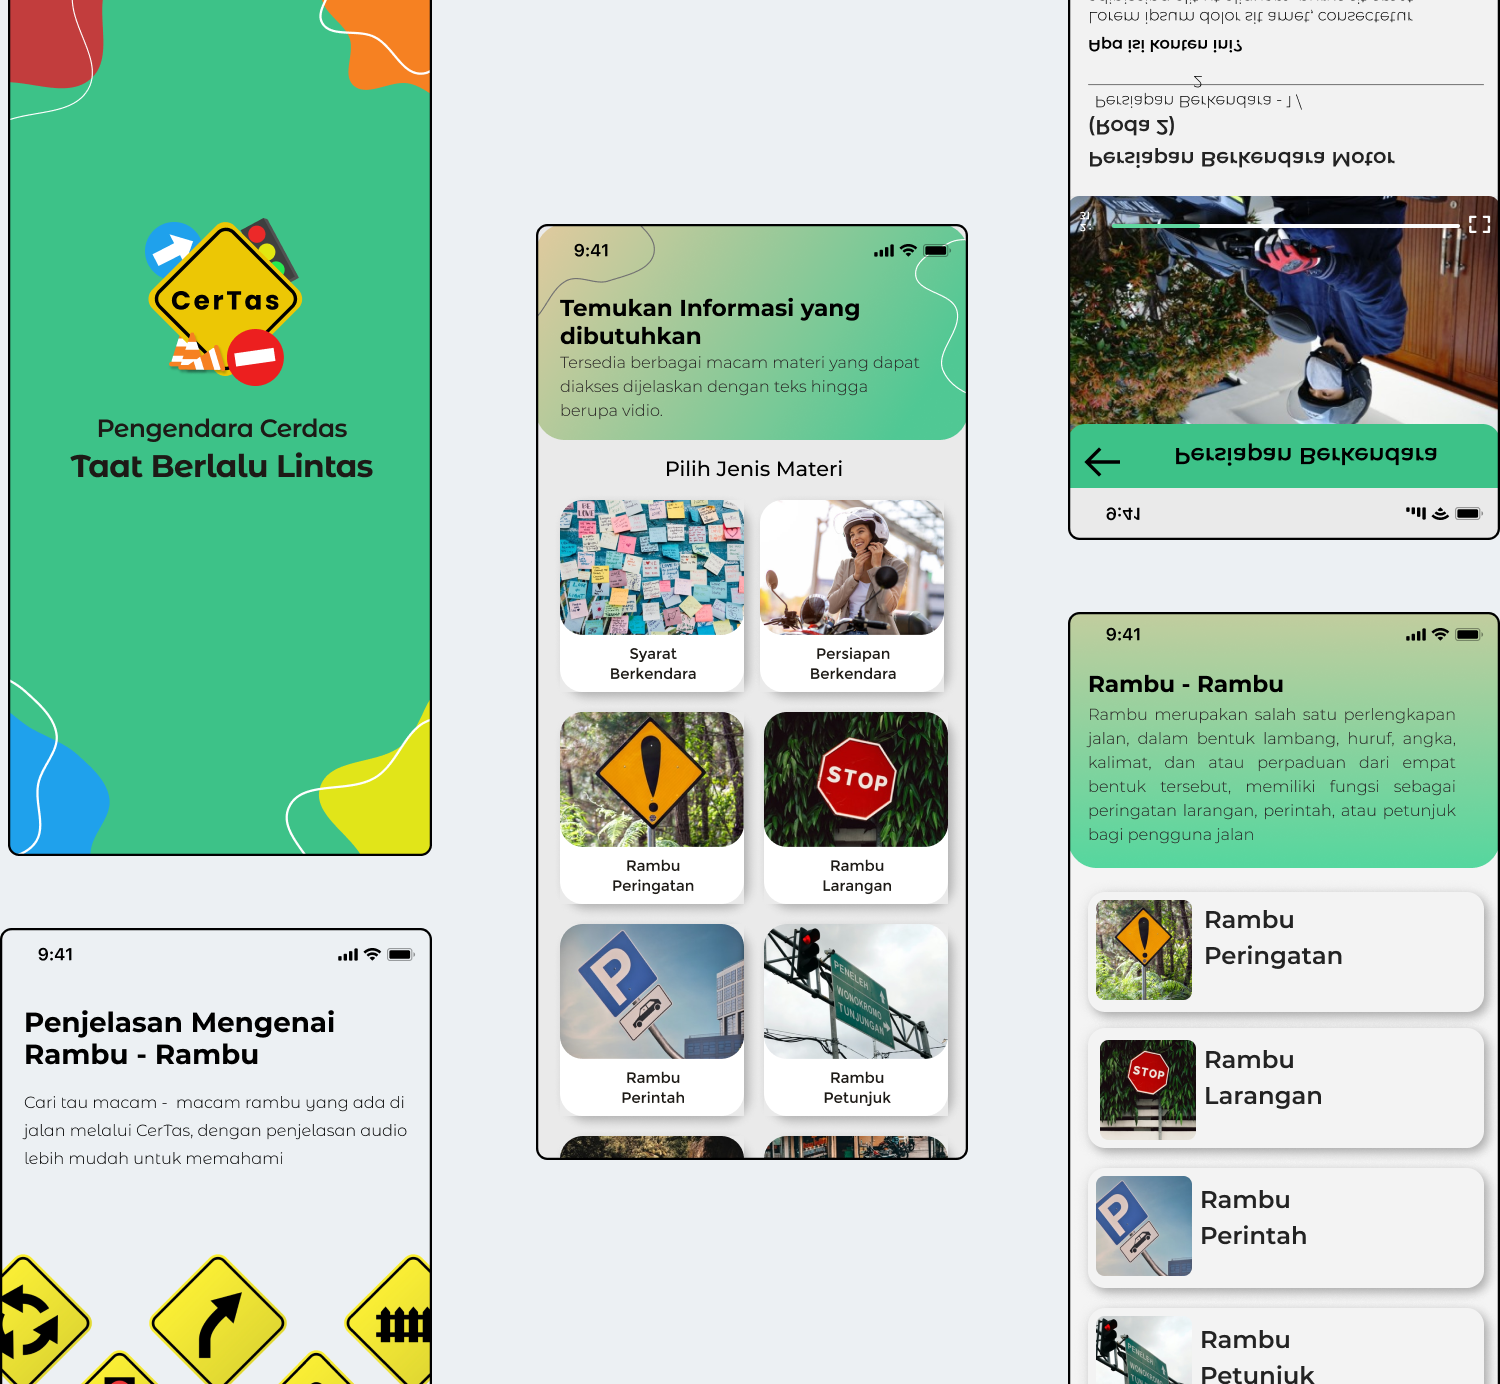 CerTas
Pengendara Cerdas
Taat Berlalu Lintas
9:41
Penjelasan Mengenai
Rambu - Rambu
Cari tau macam - macam rambu yang ada di
jalan melalui CerTas, dengan penjelasan audio
lebih mudah untuk memahami
9:41
Temukan Informasi yang
dibutuhkan
Tersedia berbagai macam materi yang dapat
diakses dijelaskan dengan teks hingga
berupa vidio.
Pilih Jenis Materi
BE
LOVE
Syarat
Berkendara
Persiapan
Berkendara
Rambu
Peringatan
STOP
Rambu
Larangan
P
Rambu
Perintah
PENELEH
WONOKROMO
TUNJUNGAN
Rambu
Petunjuk
9:41
Persiapan Berkendara
Persiapan Berkendara Motor
(Roda 2)
Persiapan Berkendara - 1 /
2
Apa isi konten ini?
Lorem ipsum dolor sit amet, consectetur
9:41
Rambu - Rambu
Rambu merupakan salah satu perlengkapan
jalan, dalam bentuk lambang, huruf, angka,
kalimat, dan atau perpaduan dari empat
bentuk tersebut, memiliki fungsi sebagai
peringatan larangan, perintah, atau petunjuk
bagi pengguna jalan
Rambu
Peringatan
STOP
Rambu
Larangan
P
Rambu
Perintah
PENELEH
Rambu
Petunjuk